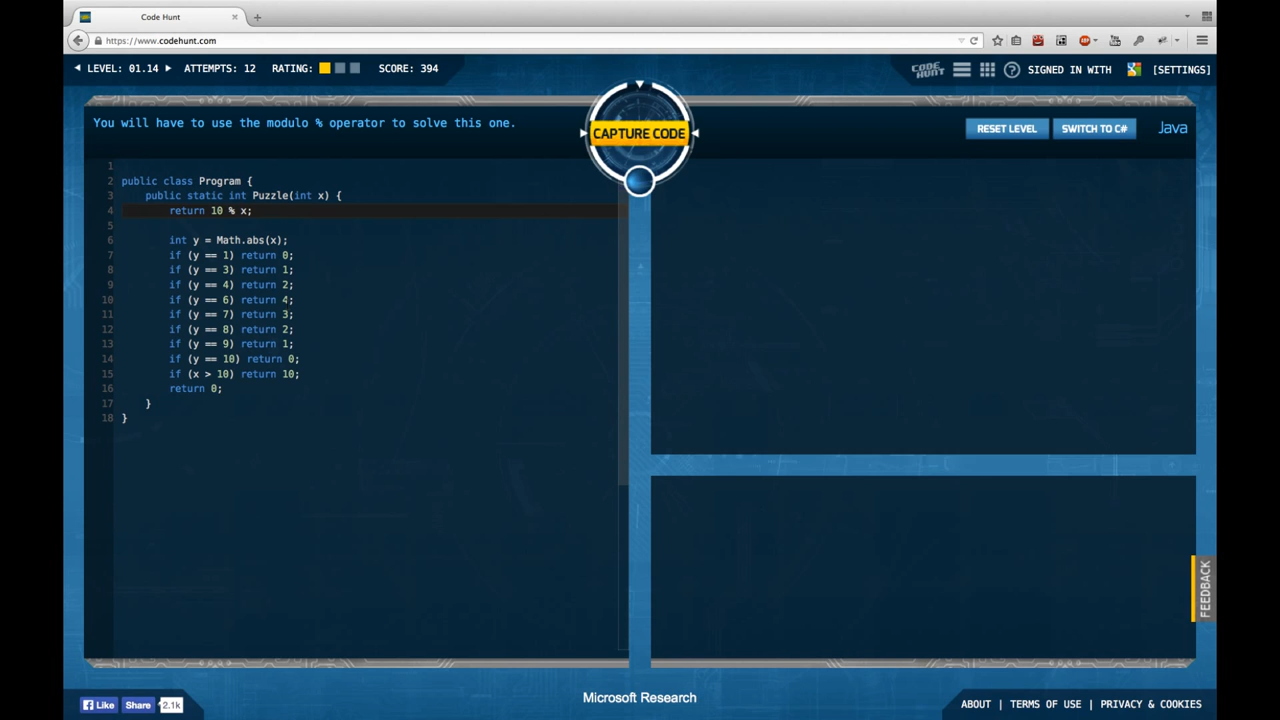 Code Hunt
https://www.codehunt.com
LEVEL: 01.14
ATTEMPTS: 12
RATING:
SCORE: 394
CODE HUNT
SIGNED IN WITH
[SETTINGS]
You will have to use the modulo % operator to solve this one.
CAPTURE CODE
RESET LEVEL
SWITCH TO C#
Java
1
2 public class Program {
3 public static int Puzzle(int x) {
4 return 10 % x;
5
6 int y = Math.abs(x);
7 if (y == 1) return 0;
8 if (y == 3) return 1;
9 if (y == 4) return 2;
10 if (y == 6) return 4;
11 if (y == 7) return 3;
12 if (y == 8) return 2;
13 if (y == 9) return 1;
14 if (y == 10) return 0;
15 if (x > 10) return 10;
16 return 0;
17 }
18 }
FEEDBACK
Like
Share
2.1k
Microsoft Research
ABOUT | TERMS OF USE | PRIVACY & COOKIES